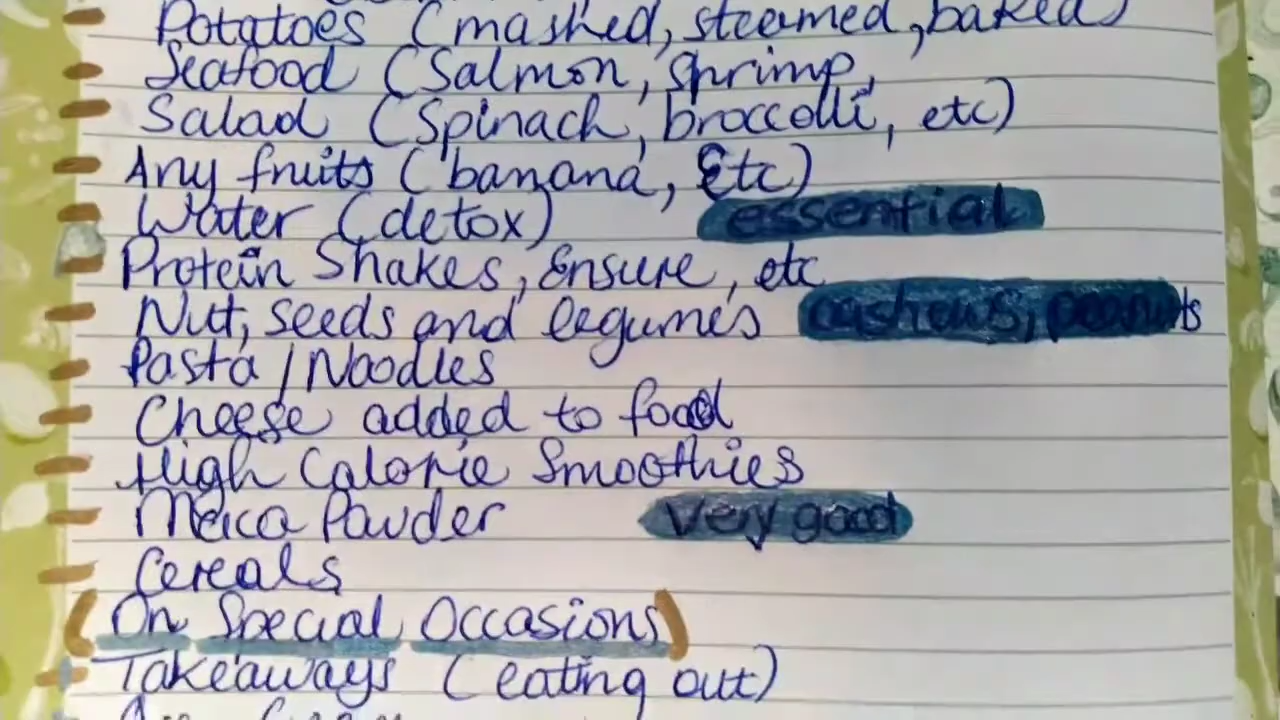 Potatoes (mashed, steamed, baked)
Seafood (Salmon, shrimp,
Salad (Spinach, broccolli, etc)
Any fruits (banana, Etc)
Water (detox) essential
Protein Shakes, Ensure, etc
Nut, seeds and legumes cashews, peanuts
Pasta/Noodles
Cheese added to food
High Calorie Smoothies
Maca Powder very good
Cereals
(On Special Occasions)
Takeaways (eating out)